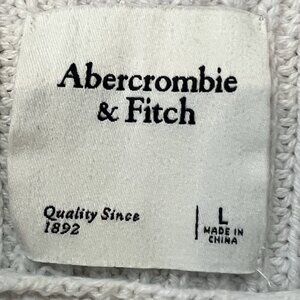 Abercrombie
& Fitch
Quality Since
1892
L
MADE IN
CHINA